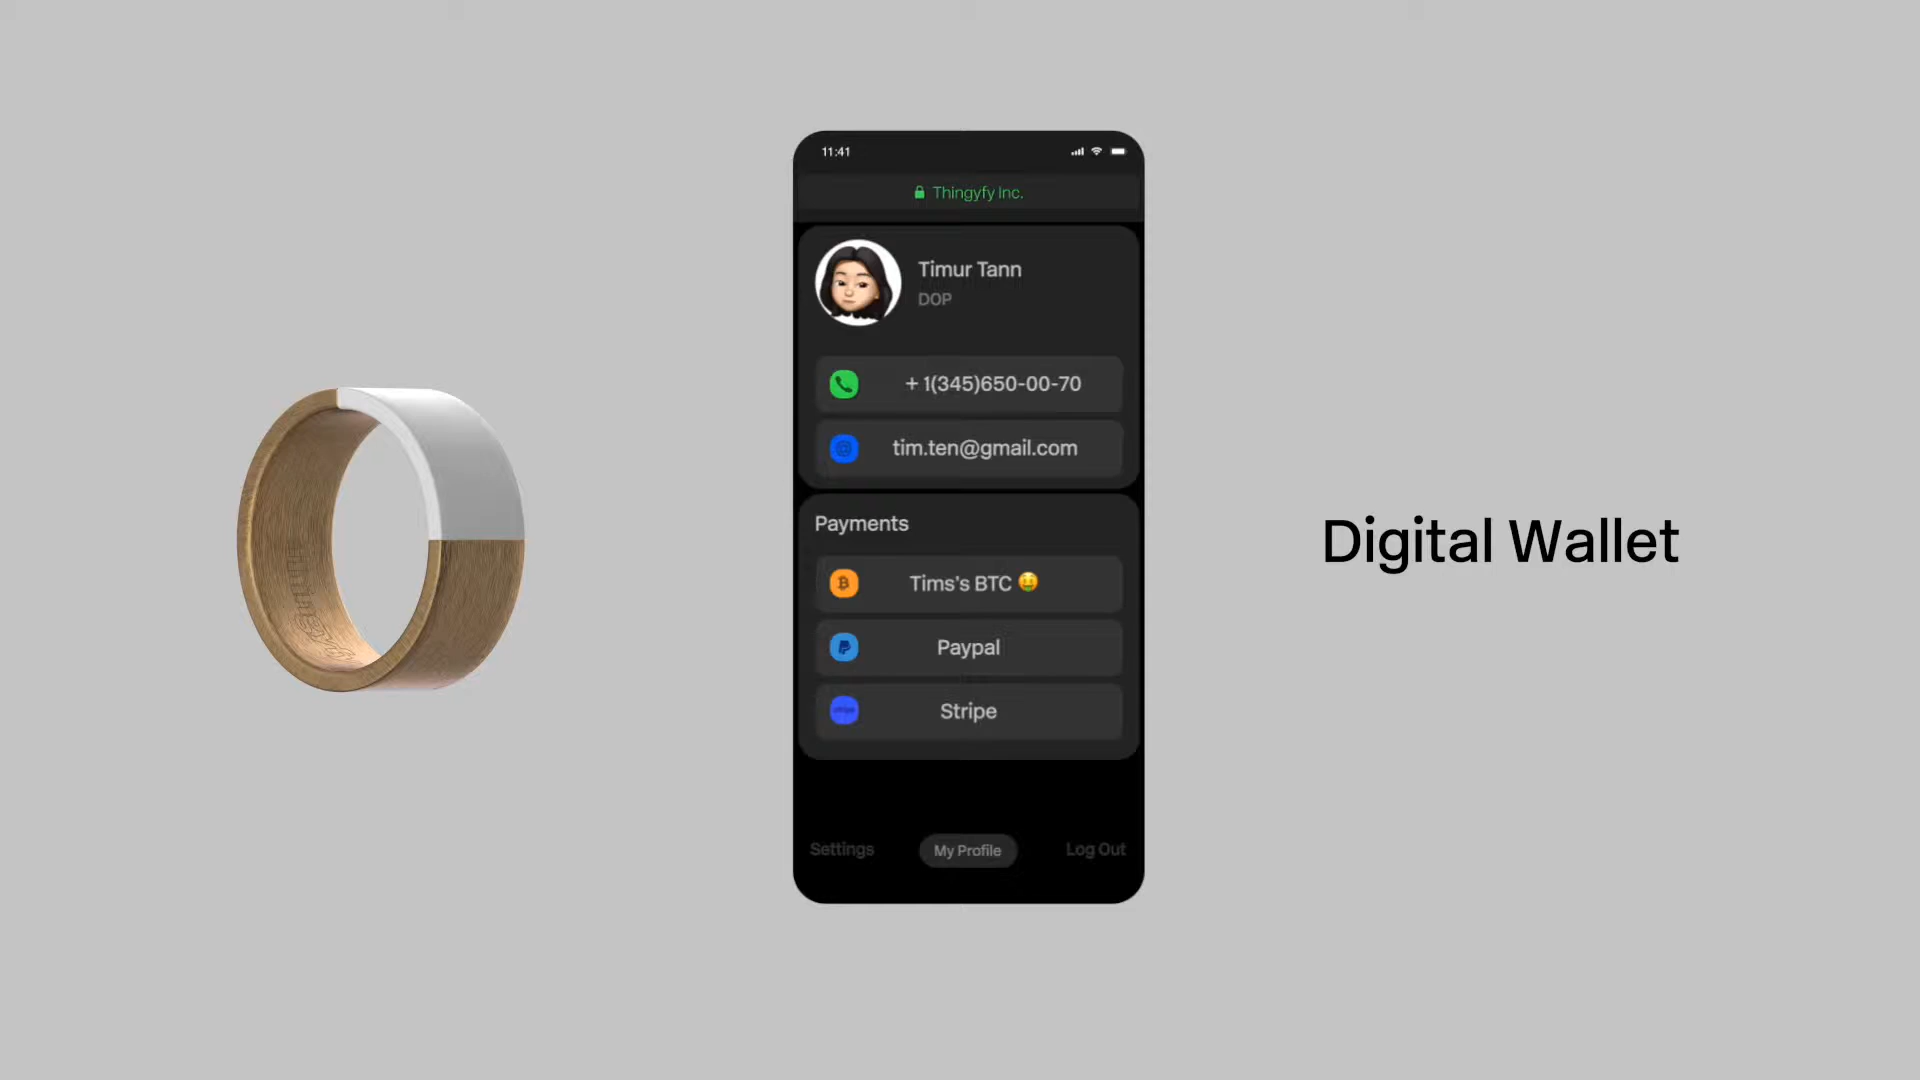 11:41
Thingyfy Inc.
Timur Tann
DOP
+ 1(345)650-00-70
tim.ten@gmail.com
Payments
Tims's BTC 🤑
Paypal
Stripe
Settings
My Profile
Log Out
Digital Wallet